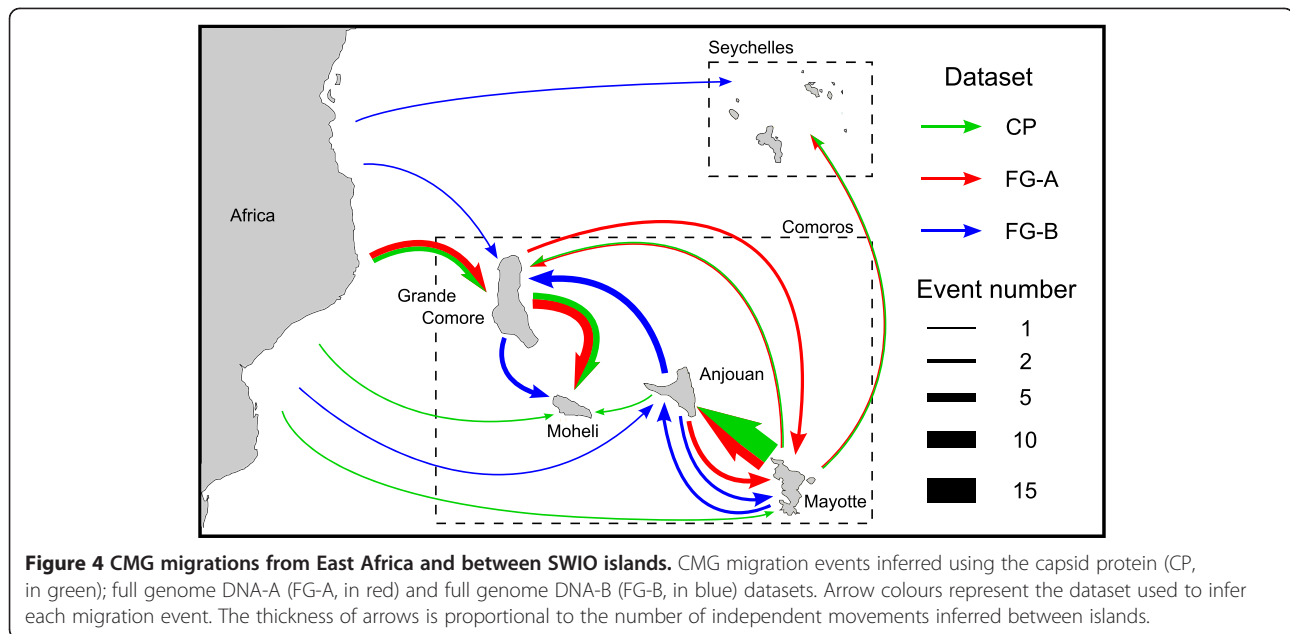 Seychelles
Dataset
CP
FG-A
FG-B
Africa
Comoros
Grande
Comore
Event number
1
2
5
10
15
Anjouan
Moheli
Mayotte
Figure 4 CMG migrations from East Africa and between SWIO islands. CMG migration events inferred using the capsid protein (CP,
in green); full genome DNA-A (FG-A, in red) and full genome DNA-B (FG-B, in blue) datasets. Arrow colours represent the dataset used to infer
each migration event. The thickness of arrows is proportional to the number of independent movements inferred between islands.